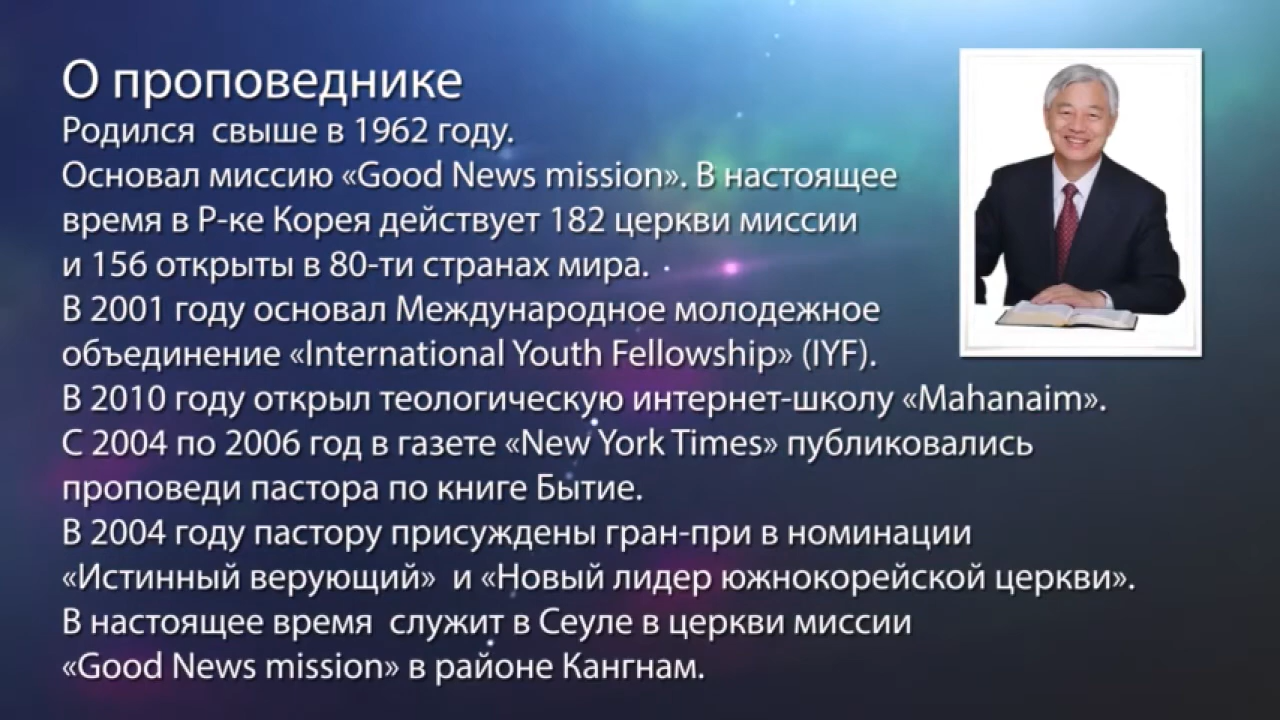 О проповеднике
Родился свыше в 1962 году.
Основал миссию «Good News mission». В настоящее
время в Р-ке Корея действует 182 церкви миссии
и 156 открыты в 80-ти странах мира.
В 2001 году основал Международное молодежное
объединение «International Youth Fellowship» (IYF).
В 2010 году открыл теологическую интернет-школу «Mahanaim».
С 2004 по 2006 год в газете «New York Times» публиковались
проповеди пастора по книге Бытие.
В 2004 году пастору присуждены гран-при в номинации
«Истинный верующий» и «Новый лидер южнокорейской церкви».
В настоящее время служит в Сеуле в церкви миссии
«Good News mission» в районе Кангнам.